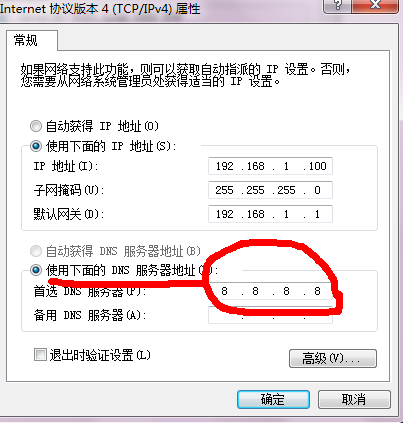 Internet 协议版本 4 (TCP/IPv4) 属性
常规
如果网络支持此功能，则可以获取自动指派的 IP 设置。否则，
您需要从网络系统管理员处获得适当的 IP 设置。
自动获得 IP 地址(O)
使用下面的 IP 地址(S):
IP 地址(I): 192 .168 . 1 .100
子网掩码(U): 255 .255 .255 . 0
默认网关(D): 192 .168 . 1 . 1
自动获得 DNS 服务器地址(B)
使用下面的 DNS 服务器地址
首选 DNS 服务器(P): 8 . 8 . 8 . 8
备用 DNS 服务器(A): . . .
退出时验证设置(L)
高级(V)...
确定
取消